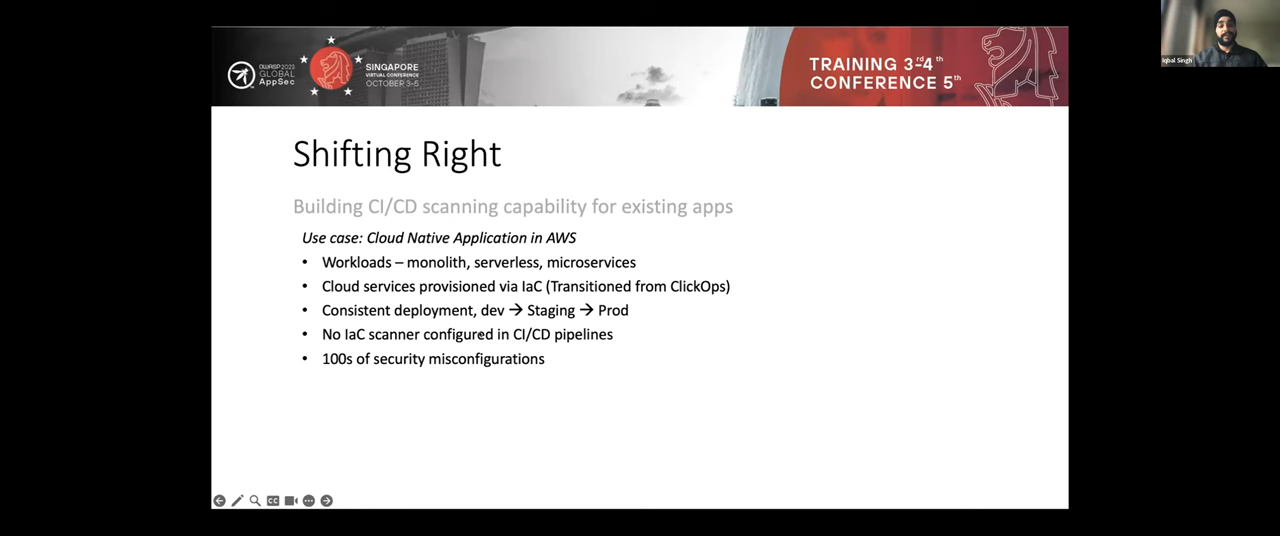 OWASP 2023
GLOBAL
AppSec
SINGAPORE
VIRTUAL CONFERENCE
OCTOBER 3-5
TRAINING 3rd-4th
CONFERENCE 5th
Iqbal Singh
Shifting Right
Building CI/CD scanning capability for existing apps
Use case: Cloud Native Application in AWS
• Workloads – monolith, serverless, microservices
• Cloud services provisioned via IaC (Transitioned from ClickOps)
• Consistent deployment, dev → Staging → Prod
• No IaC scanner configured in CI/CD pipelines
• 100s of security misconfigurations
CC